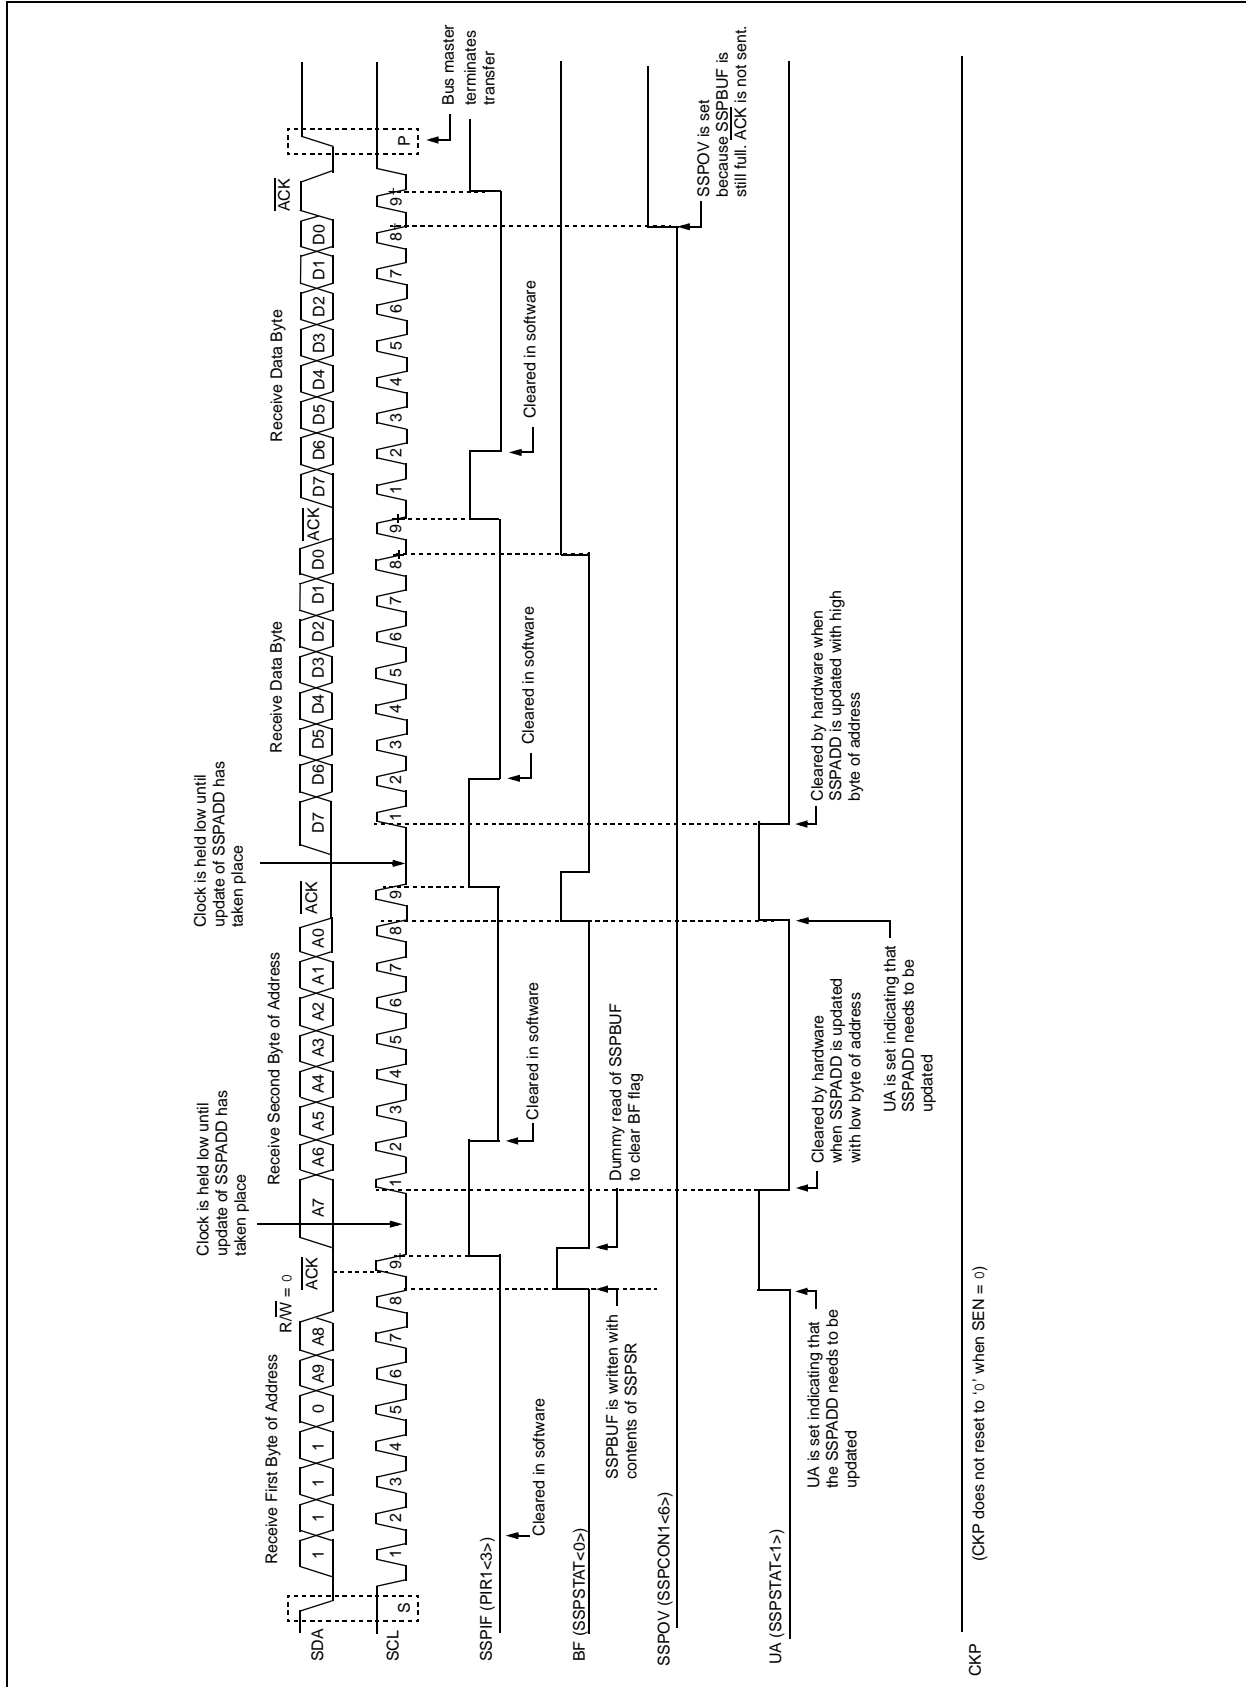 Receive First Byte of Address
R/W = 0
ACK
Clock is held low until
update of SSPADD has
taken place
Receive Second Byte of Address
ACK
Clock is held low until
update of SSPADD has
taken place
Receive Data Byte
ACK
Receive Data Byte
ACK
SDA
1 1 1 1 0 A9 A8 A7 A6 A5 A4 A3 A2 A1 A0 D7 D6 D5 D4 D3 D2 D1 D0 D7 D6 D5 D4 D3 D2 D1 D0
SCL
S
1 2 3 4 5 6 7 8 9 1 2 3 4 5 6 7 8 9 1 2 3 4 5 6 7 8 9 1 2 3 4 5 6 7 8 9
P
Bus master
terminates
transfer
SSPIF (PIR1<3>)
Cleared in software
Cleared in software
Cleared in software
Cleared in software
BF (SSPSTAT<0>)
SSPBUF is written with
contents of SSPSR
Dummy read of SSPBUF
to clear BF flag
SSPOV (SSPCON1<6>)
SSPOV is set
because SSPBUF is
still full. ACK is not sent.
UA (SSPSTAT<1>)
UA is set indicating that
the SSPADD needs to be
updated
Cleared by hardware
when SSPADD is updated
with low byte of address
UA is set indicating that
SSPADD needs to be
updated
Cleared by hardware when
SSPADD is updated with high
byte of address
CKP
(CKP does not reset to ‘0’ when SEN = 0)